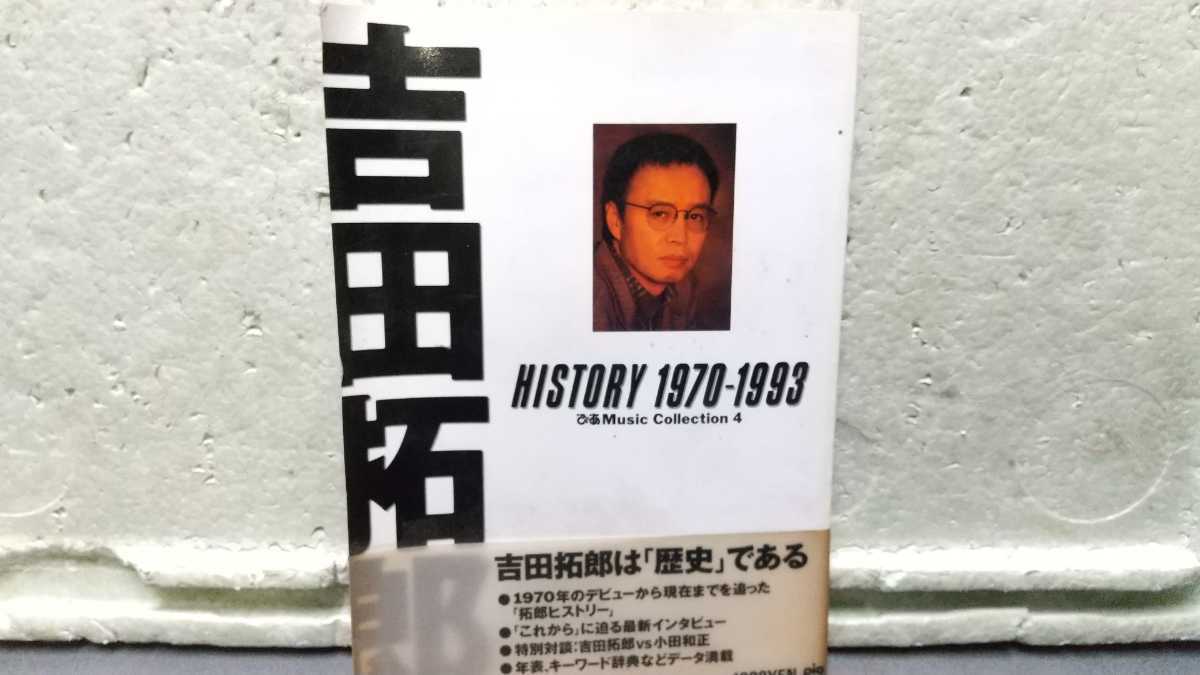 吉田拓郎
HISTORY 1970-1993
ぴあMusic Collection 4
吉田拓郎は「歴史」である
●1970年のデビューから現在までを追った
「拓郎ヒストリー」
●「これから」に迫る最新インタビュー
●特別対談:吉田拓郎vs小田和正
●年表、キーワード辞典などデータ満載